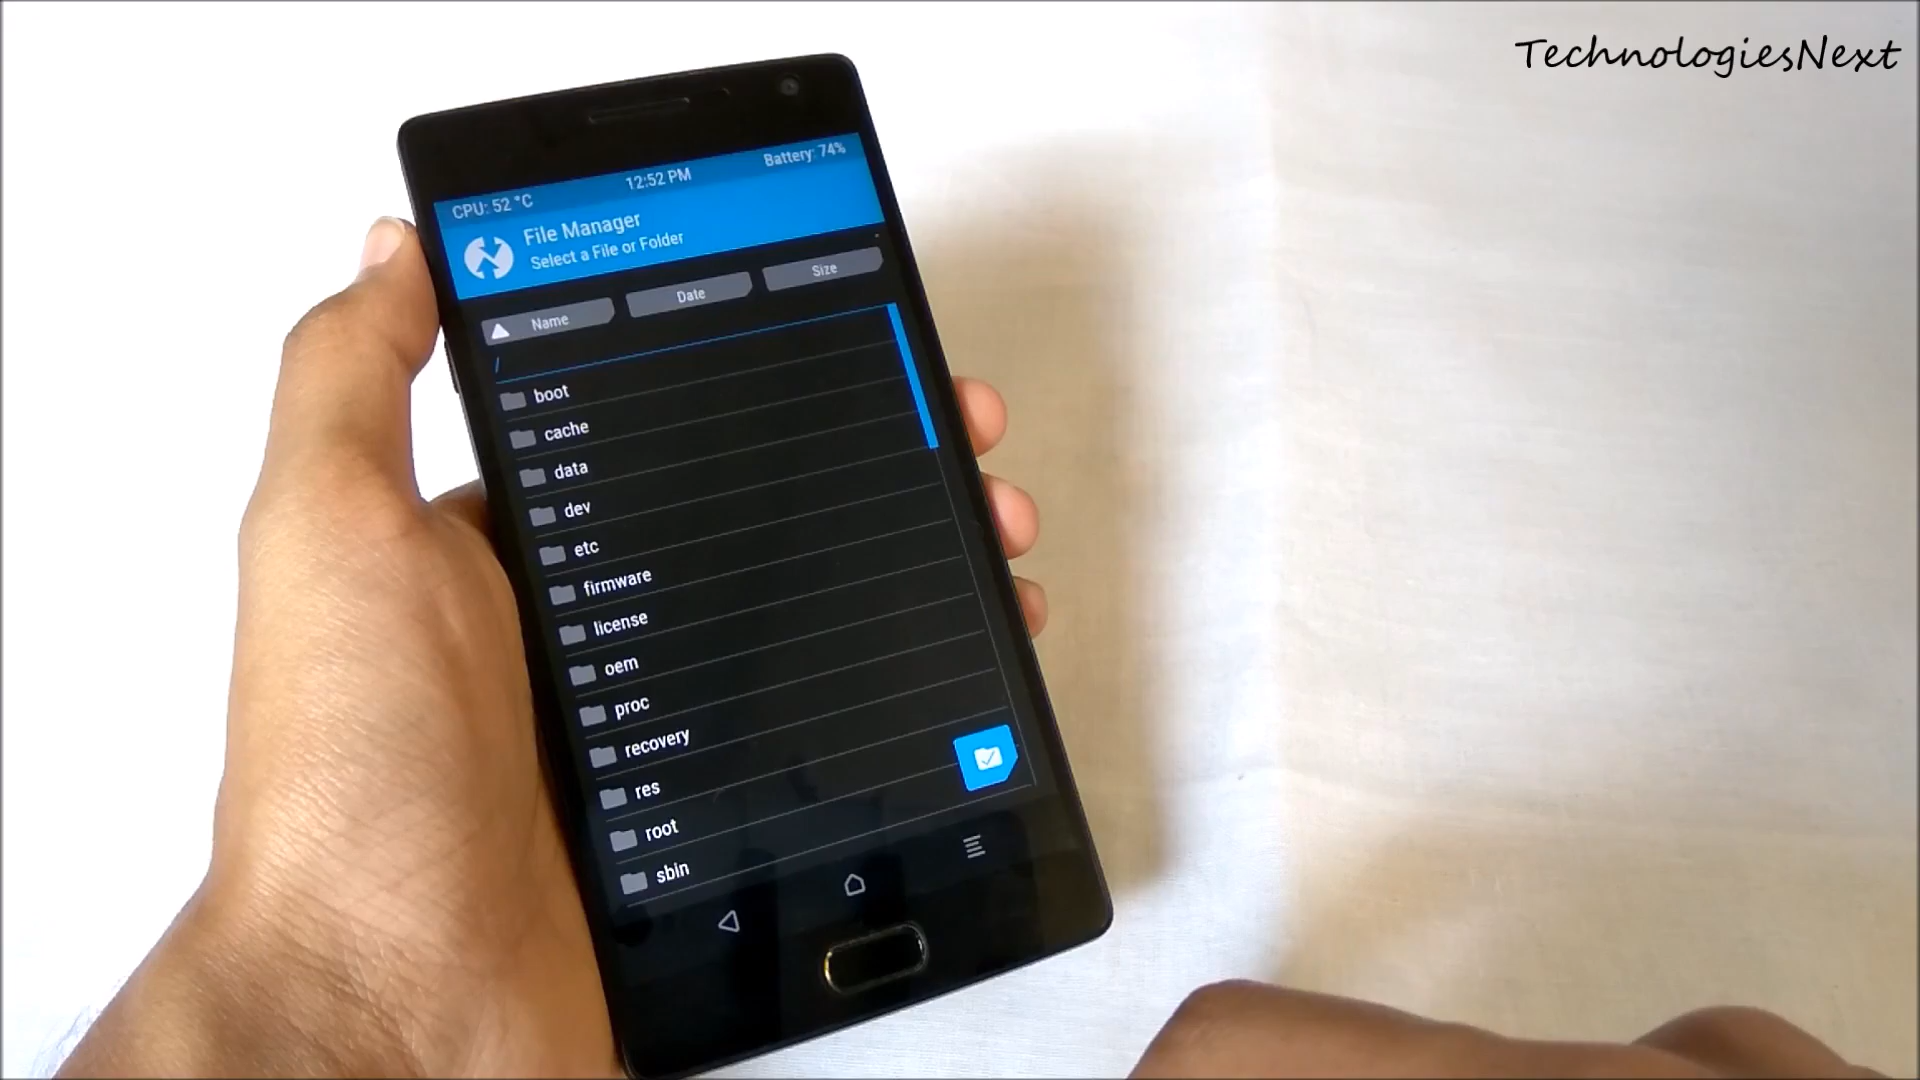 TechnologiesNext
CPU: 52 °C
12:52 PM
Battery: 74%
File Manager
Select a File or Folder
Name
Date
Size
/
boot
cache
data
dev
etc
firmware
license
oem
proc
recovery
res
root
sbin